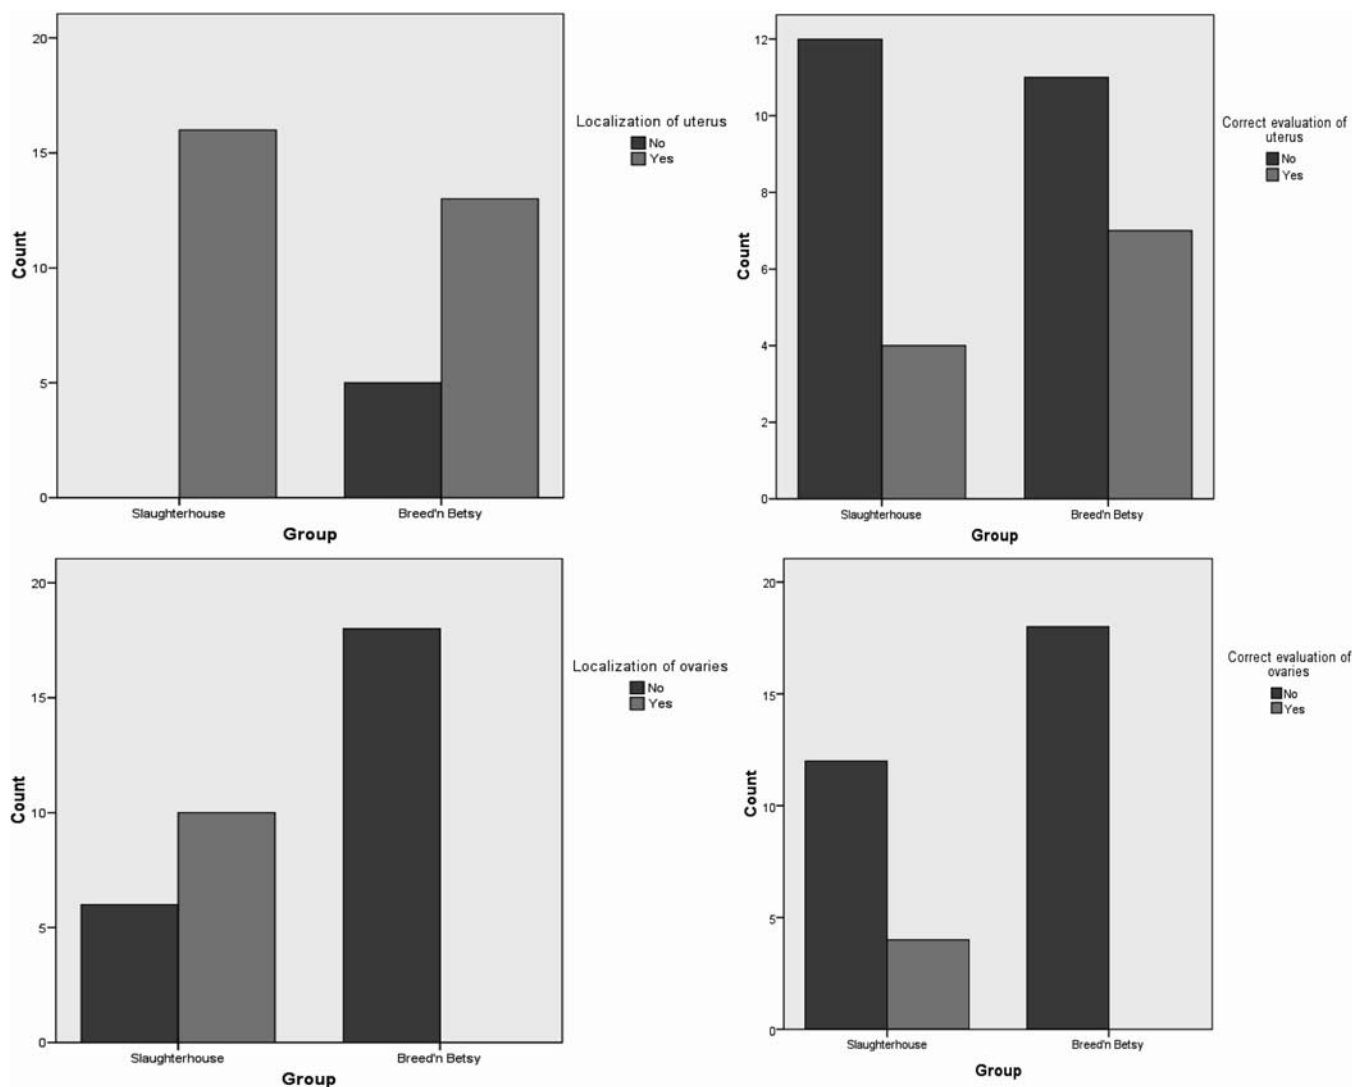 20
15
10
5
0
Count
Slaughterhouse
Breed'n Betsy
Group
Localization of uterus
No
Yes
12
10
8
6
4
2
0
Count
Slaughterhouse
Breed'n Betsy
Group
Correct evaluation of
uterus
No
Yes
20
15
10
5
0
Count
Slaughterhouse
Breed'n Betsy
Group
Localization of ovaries
No
Yes
20
15
10
5
0
Count
Slaughterhouse
Breed'n Betsy
Group
Correct evaluation of
ovaries
No
Yes